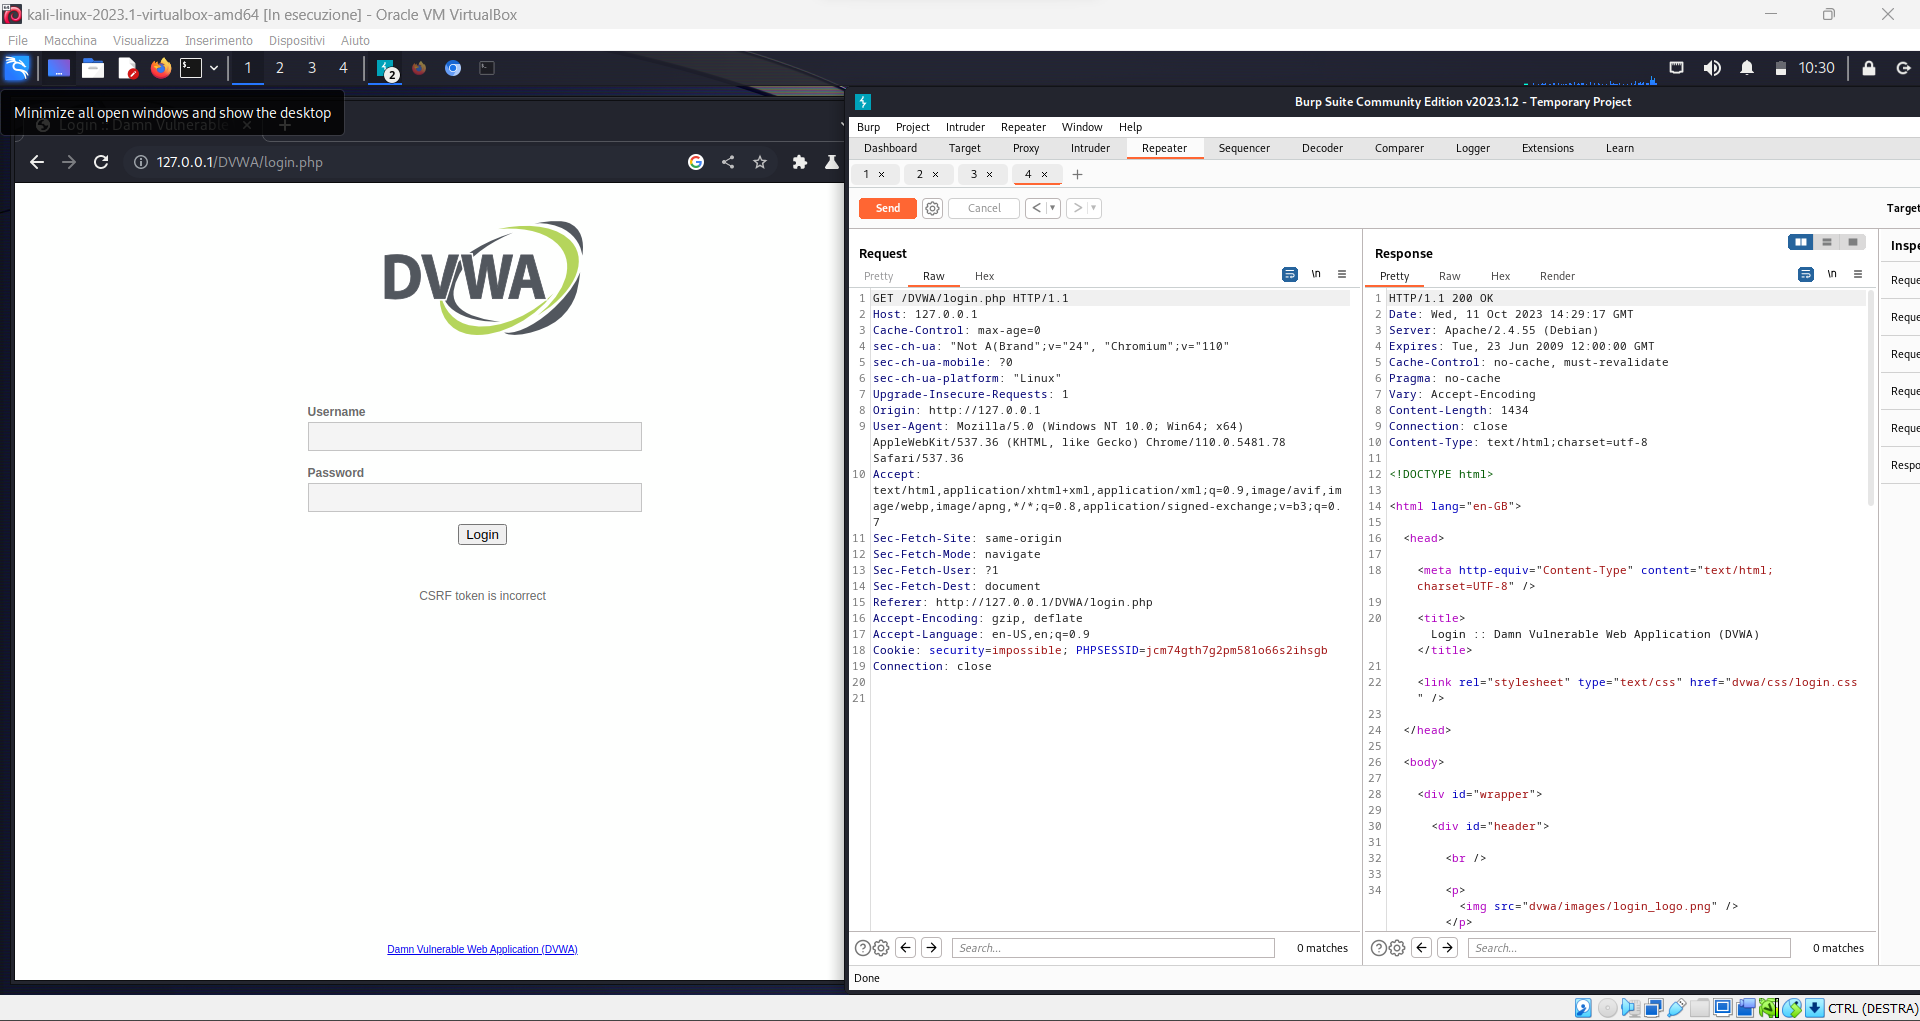 kali-linux-2023.1-virtualbox-amd64 [In esecuzione] - Oracle VM VirtualBox
File Macchina Visualizza Inserimento Dispositivi Aiuto
1 2 3 4 2 10:30
Minimize all open windows and show the desktop
Login :: Damn Vulnerable
127.0.0.1/DVWA/login.php
DVWA
Username
Password
Login
CSRF token is incorrect
Damn Vulnerable Web Application (DVWA)
Burp Suite Community Edition v2023.1.2 - Temporary Project
Burp Project Intruder Repeater Window Help
Dashboard Target Proxy Intruder Repeater Sequencer Decoder Comparer Logger Extensions Learn
1 × 2 × 3 × 4 × +
Send Cancel < > Target
Request
Pretty Raw Hex \n
1 GET /DVWA/login.php HTTP/1.1
2 Host: 127.0.0.1
3 Cache-Control: max-age=0
4 sec-ch-ua: "Not A(Brand";v="24", "Chromium";v="110"
5 sec-ch-ua-mobile: ?0
6 sec-ch-ua-platform: "Linux"
7 Upgrade-Insecure-Requests: 1
8 Origin: http://127.0.0.1
9 User-Agent: Mozilla/5.0 (Windows NT 10.0; Win64; x64)
AppleWebKit/537.36 (KHTML, like Gecko) Chrome/110.0.5481.78
Safari/537.36
10 Accept:
text/html,application/xhtml+xml,application/xml;q=0.9,image/avif,im
age/webp,image/apng,*/*;q=0.8,application/signed-exchange;v=b3;q=0.
7
11 Sec-Fetch-Site: same-origin
12 Sec-Fetch-Mode: navigate
13 Sec-Fetch-User: ?1
14 Sec-Fetch-Dest: document
15 Referer: http://127.0.0.1/DVWA/login.php
16 Accept-Encoding: gzip, deflate
17 Accept-Language: en-US,en;q=0.9
18 Cookie: security=impossible; PHPSESSID=jcm74gth7g2pm581o66s2ihsgb
19 Connection: close
20
21
Search... 0 matches
Response
Pretty Raw Hex Render \n
1 HTTP/1.1 200 OK
2 Date: Wed, 11 Oct 2023 14:29:17 GMT
3 Server: Apache/2.4.55 (Debian)
4 Expires: Tue, 23 Jun 2009 12:00:00 GMT
5 Cache-Control: no-cache, must-revalidate
6 Pragma: no-cache
7 Vary: Accept-Encoding
8 Content-Length: 1434
9 Connection: close
10 Content-Type: text/html;charset=utf-8
11
12 <!DOCTYPE html>
13
14 <html lang="en-GB">
15
16 <head>
17
18 <meta http-equiv="Content-Type" content="text/html;
charset=UTF-8" />
19
20 <title>
Login :: Damn Vulnerable Web Application (DVWA)
</title>
21
22 <link rel="stylesheet" type="text/css" href="dvwa/css/login.css
" />
23
24 </head>
25
26 <body>
27
28 <div id="wrapper">
29
30 <div id="header">
31
32 <br />
33
34 <p>
<img src="dvwa/images/login_logo.png" />
</p>
Search... 0 matches
Inspe
Reque
Reque
Reque
Reque
Reque
Respo
Done
CTRL (DESTRA)